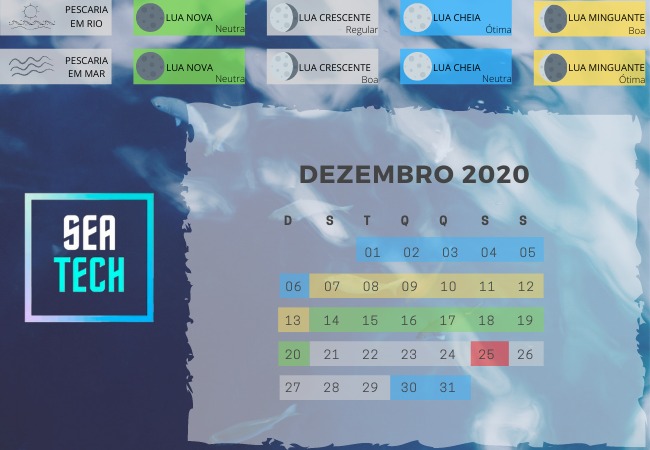 PESCARIA
EM RIO
LUA NOVA
Neutra
LUA CRESCENTE
Regular
LUA CHEIA
Ótima
LUA MINGUANTE
Boa
PESCARIA
EM MAR
LUA NOVA
Neutra
LUA CRESCENTE
Boa
LUA CHEIA
Neutra
LUA MINGUANTE
Ótima
SEA
TECH
DEZEMBRO 2020
D S T Q Q S S
01 02 03 04 05
06 07 08 09 10 11 12
13 14 15 16 17 18 19
20 21 22 23 24 25 26
27 28 29 30 31